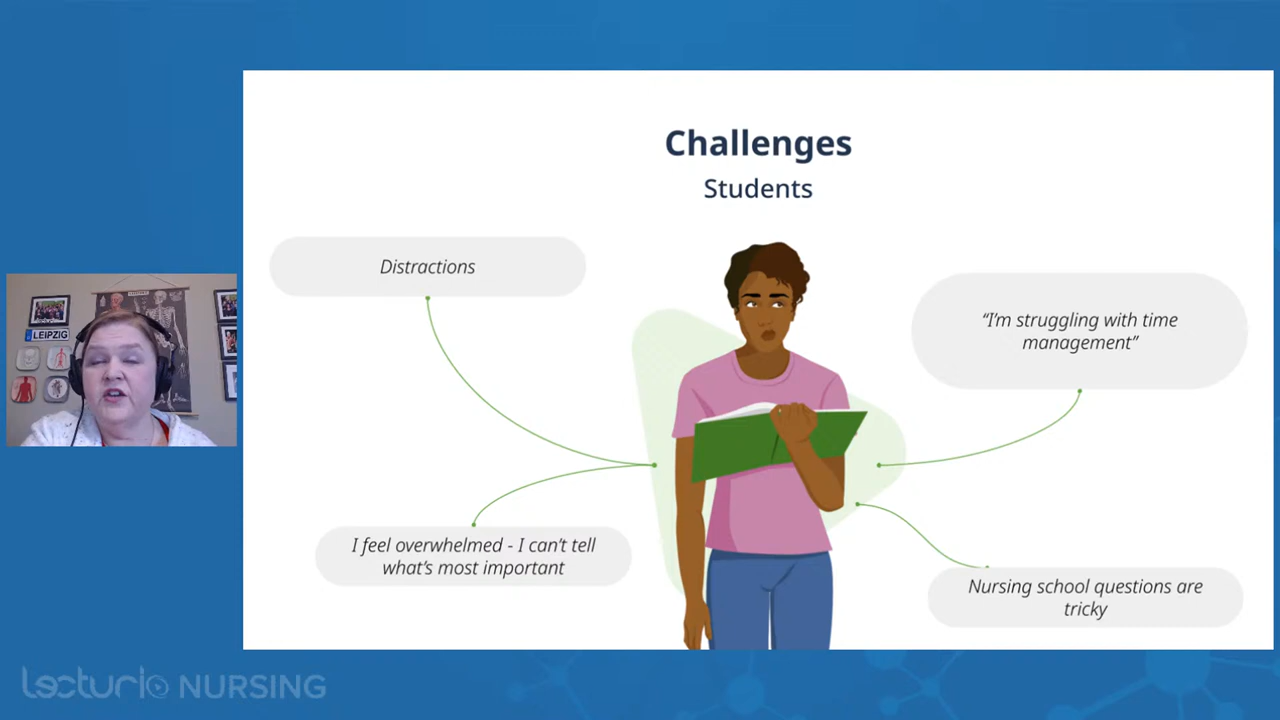 Challenges
Students
Distractions
“I’m struggling with time
management”
I feel overwhelmed - I can’t tell
what’s most important
Nursing school questions are
tricky
LEIPZIG
lecturio NURSING